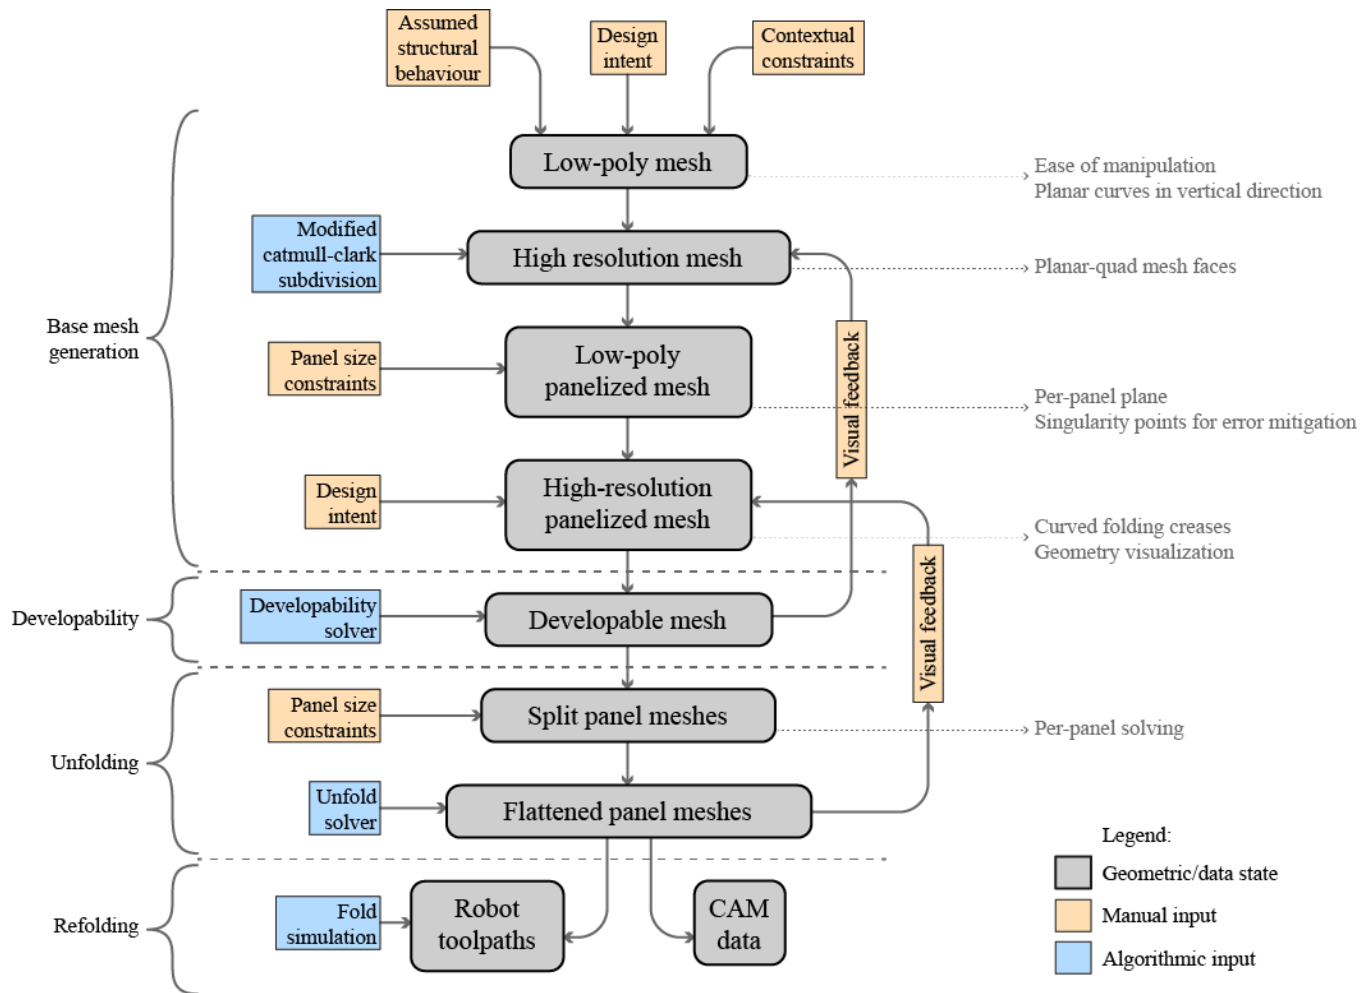 Assumed
structural
behaviour
Design
intent
Contextual
constraints
Low-poly mesh
Ease of manipulation
Planar curves in vertical direction
Modified
catmull-clark
subdivision
High resolution mesh
Planar-quad mesh faces
Base mesh
generation
Panel size
constraints
Low-poly
panelized mesh
Visual feedback
Per-panel plane
Singularity points for error mitigation
Design
intent
High-resolution
panelized mesh
Curved folding creases
Geometry visualization
Developability
Developability
solver
Developable mesh
Visual feedback
Unfolding
Panel size
constraints
Split panel meshes
Per-panel solving
Unfold
solver
Flattened panel meshes
Refolding
Fold
simulation
Robot
toolpaths
CAM
data
Legend:
Geometric/data state
Manual input
Algorithmic input